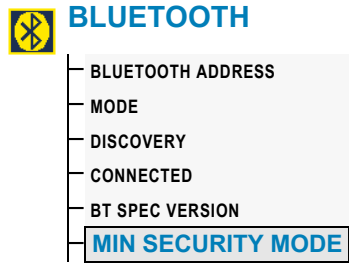 BLUETOOTH
BLUETOOTH ADDRESS
MODE
DISCOVERY
CONNECTED
BT SPEC VERSION
MIN SECURITY MODE